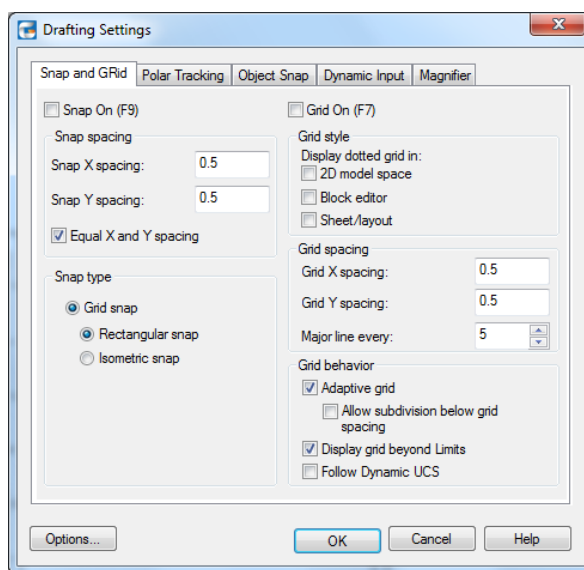 Drafting Settings
Snap and GRid
Polar Tracking
Object Snap
Dynamic Input
Magnifier
Snap On (F9)
Snap spacing
Snap X spacing: 0.5
Snap Y spacing: 0.5
Equal X and Y spacing
Snap type
Grid snap
Rectangular snap
Isometric snap
Grid On (F7)
Grid style
Display dotted grid in:
2D model space
Block editor
Sheet/layout
Grid spacing
Grid X spacing: 0.5
Grid Y spacing: 0.5
Major line every: 5
Grid behavior
Adaptive grid
Allow subdivision below grid
spacing
Display grid beyond Limits
Follow Dynamic UCS
Options...
OK
Cancel
Help